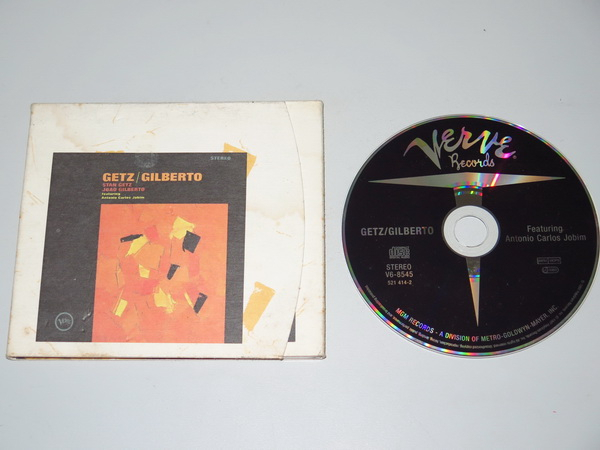 STEREO
GETZ/GILBERTO
STAN GETZ
JOAO GILBERTO
Featuring
Antonio Carlos Jobim
Verve
Records
GETZ/GILBERTO
Featuring
Antonio Carlos Jobim
STEREO
V6-8545
521 414-2
MGM RECORDS - A DIVISION OF METRO-GOLDWYN-MAYER, INC.